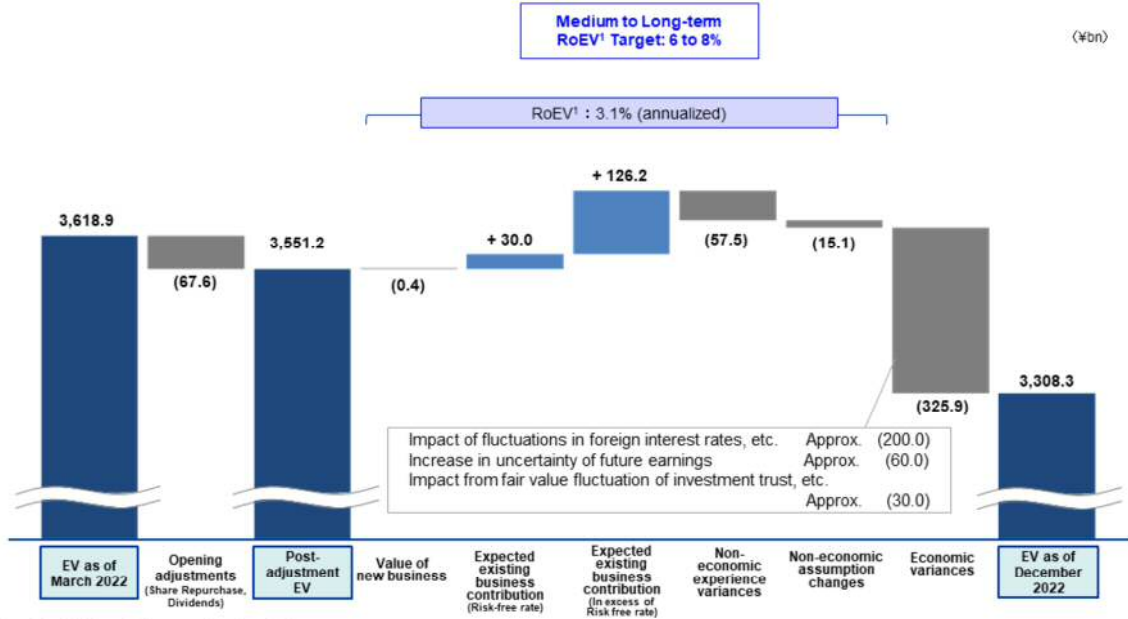 Medium to Long-term
RoEV¹ Target: 6 to 8%
(¥bn)
RoEV¹ : 3.1% (annualized)
3,618.9
(67.6)
3,551.2
(0.4)
+ 30.0
+ 126.2
(57.5)
(15.1)
(325.9)
3,308.3
Impact of fluctuations in foreign interest rates, etc. Approx. (200.0)
Increase in uncertainty of future earnings Approx. (60.0)
Impact from fair value fluctuation of investment trust, etc.
Approx. (30.0)
EV as of
March 2022
Opening
adjustments
(Share Repurchase,
Dividends)
Post-
adjustment
EV
Value of
new business
Expected
existing
business
contribution
(Risk-free rate)
Expected
existing
business
contribution
(In excess of
Risk free rate)
Non-
economic
experience
variances
Non-economic
assumption
changes
Economic
variances
EV as of
December
2022